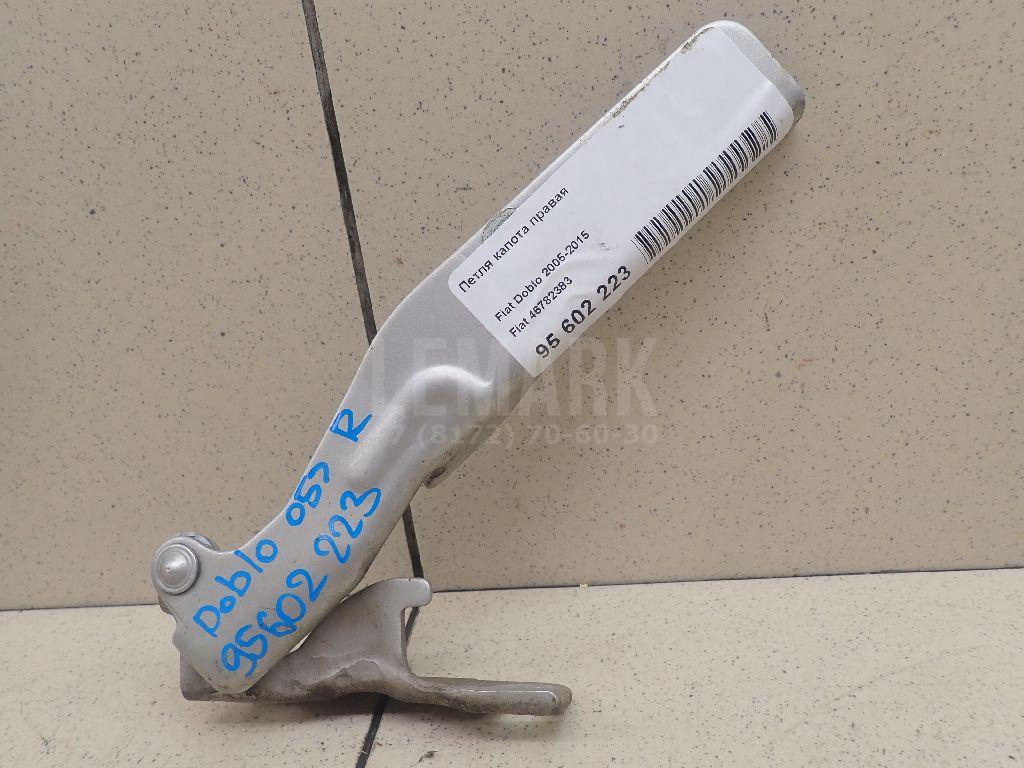 Петля капота правая
Fiat Doblo 2005-2015
Fiat 46782383
95 602 223
LEMARK
+7 (8172) 70-60-30
Doblo 05> R
95602 223